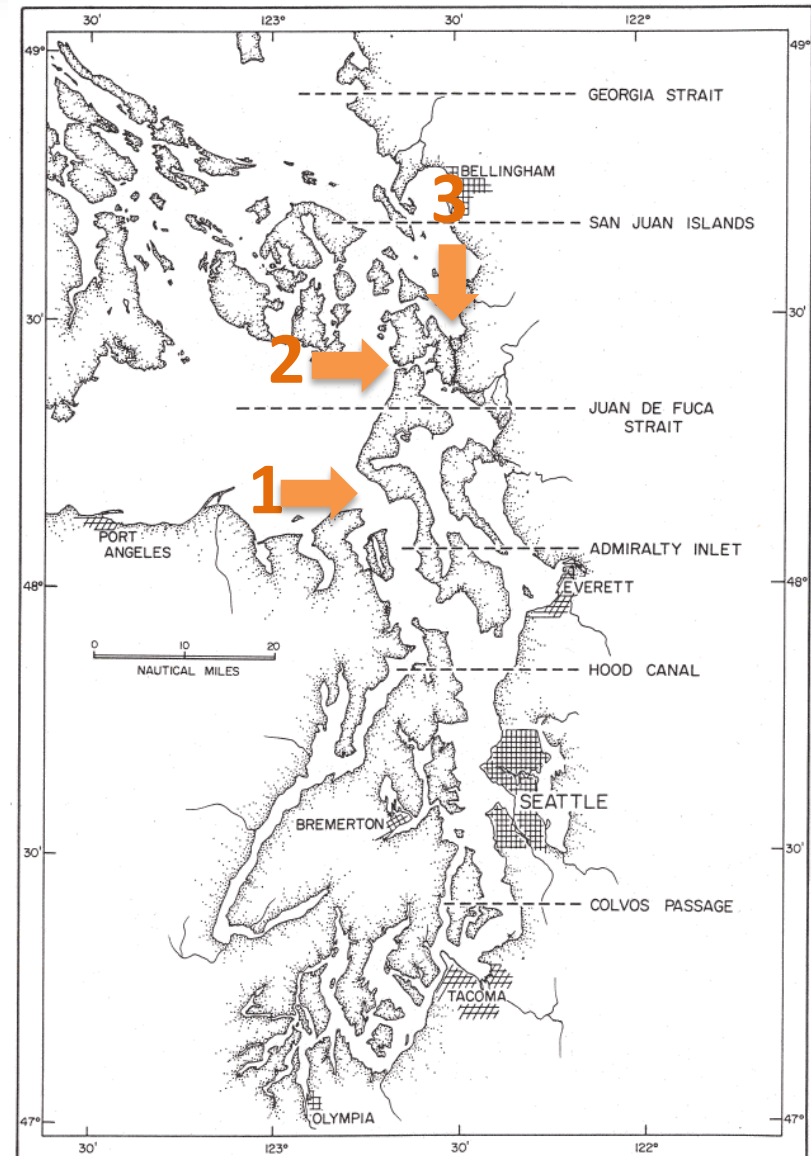 30' 123° 30' 122°
49° 49°
GEORGIA STRAIT
BELLINGHAM
3
SAN JUAN ISLANDS
30' 30'
2
JUAN DE FUCA
STRAIT
1
PORT
ANGELES
ADMIRALTY INLET
48° 48°
EVERETT
0 10 20
NAUTICAL MILES
HOOD CANAL
SEATTLE
BREMERTON
30' 30'
COLVOS PASSAGE
TACOMA
OLYMPIA
47° 47°
30' 123° 30' 122°